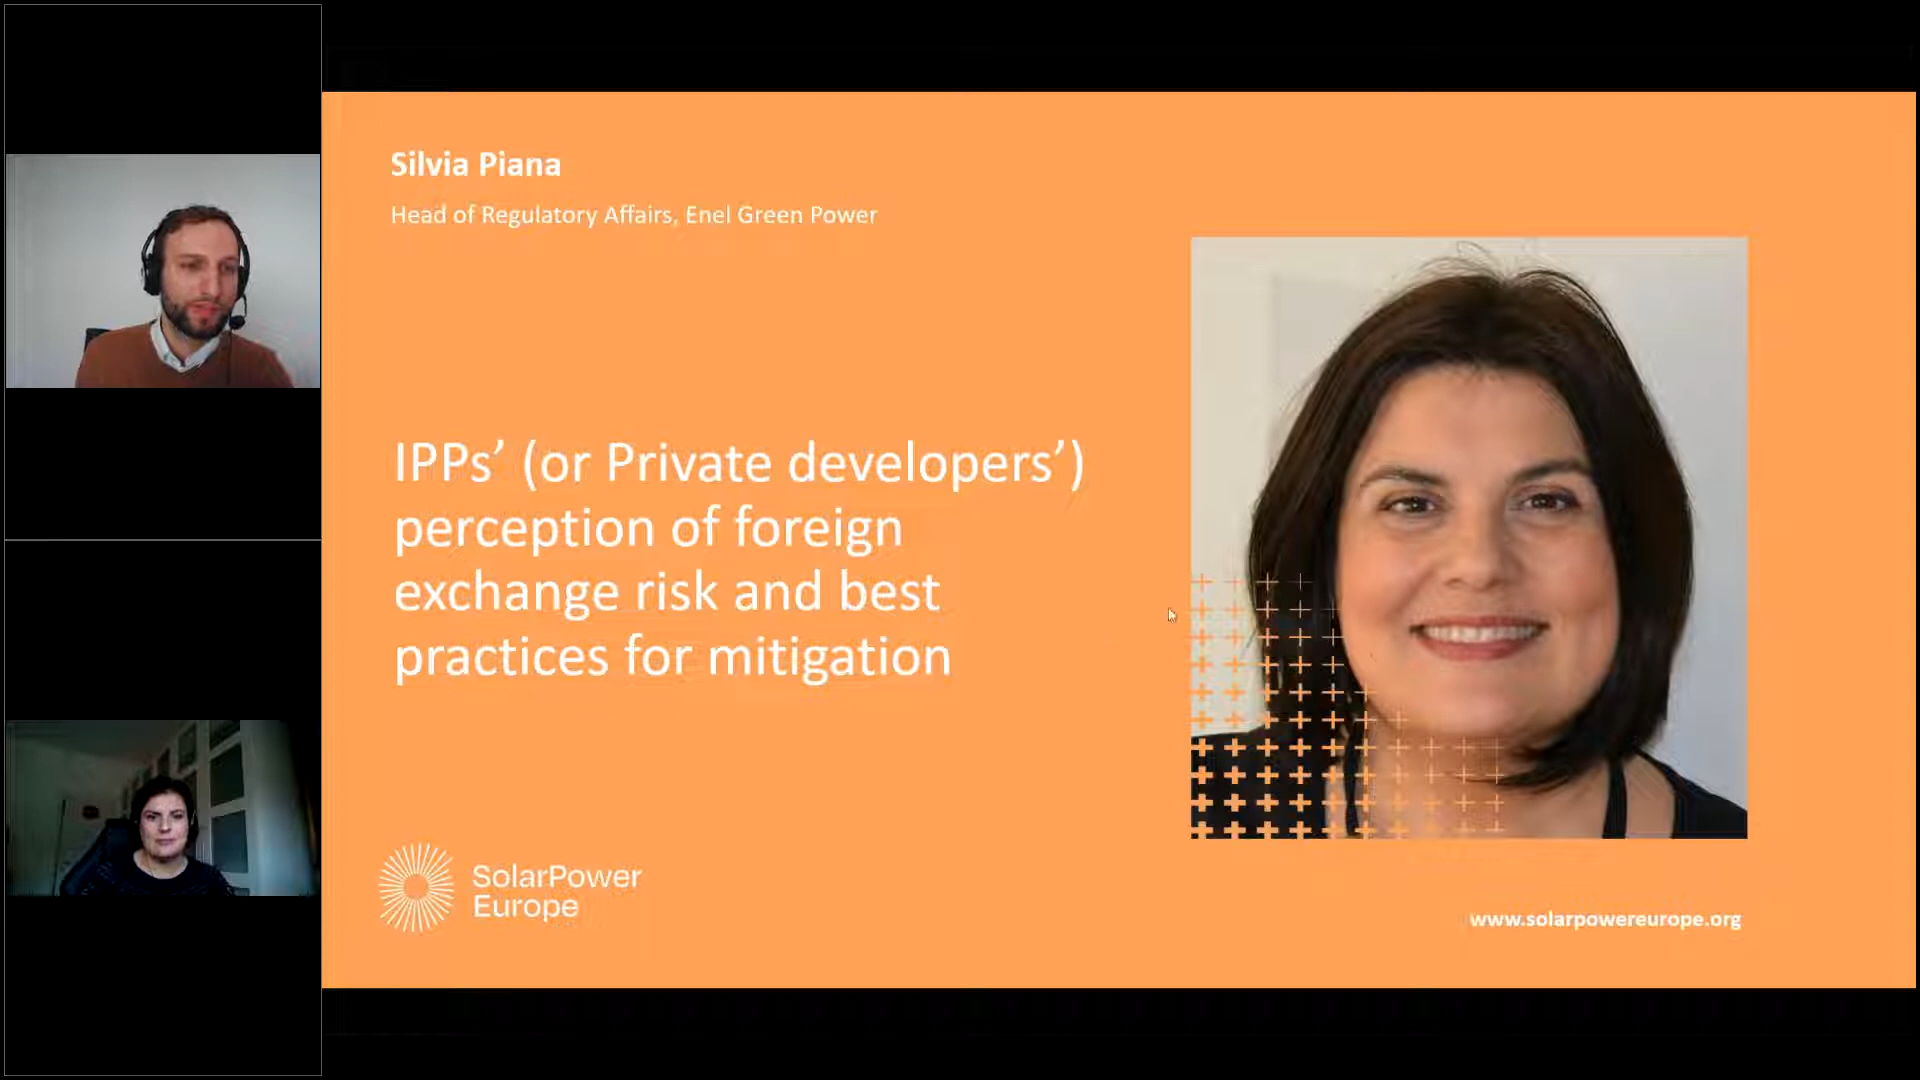 Silvia Piana
Head of Regulatory Affairs, Enel Green Power
IPPs’ (or Private developers’)
perception of foreign
exchange risk and best
practices for mitigation
SolarPower
Europe
www.solarpowereurope.org